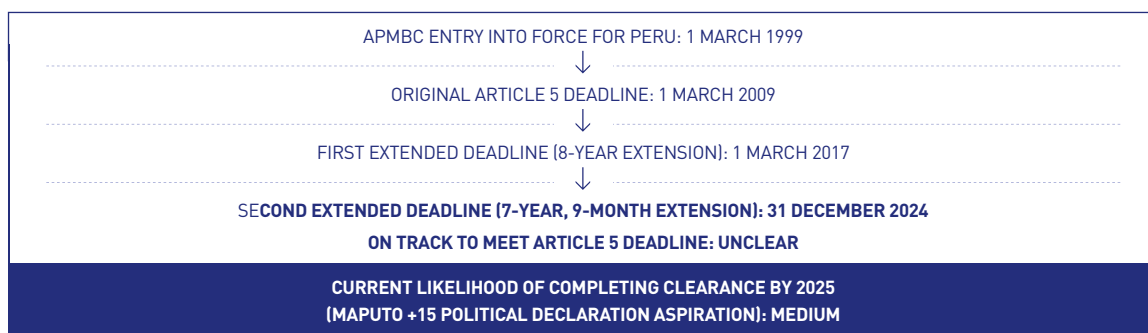 APMBC ENTRY INTO FORCE FOR PERU: 1 MARCH 1999
ORIGINAL ARTICLE 5 DEADLINE: 1 MARCH 2009
FIRST EXTENDED DEADLINE (8-YEAR EXTENSION): 1 MARCH 2017
SECOND EXTENDED DEADLINE (7-YEAR, 9-MONTH EXTENSION): 31 DECEMBER 2024
ON TRACK TO MEET ARTICLE 5 DEADLINE: UNCLEAR
CURRENT LIKELIHOOD OF COMPLETING CLEARANCE BY 2025
(MAPUTO +15 POLITICAL DECLARATION ASPIRATION): MEDIUM